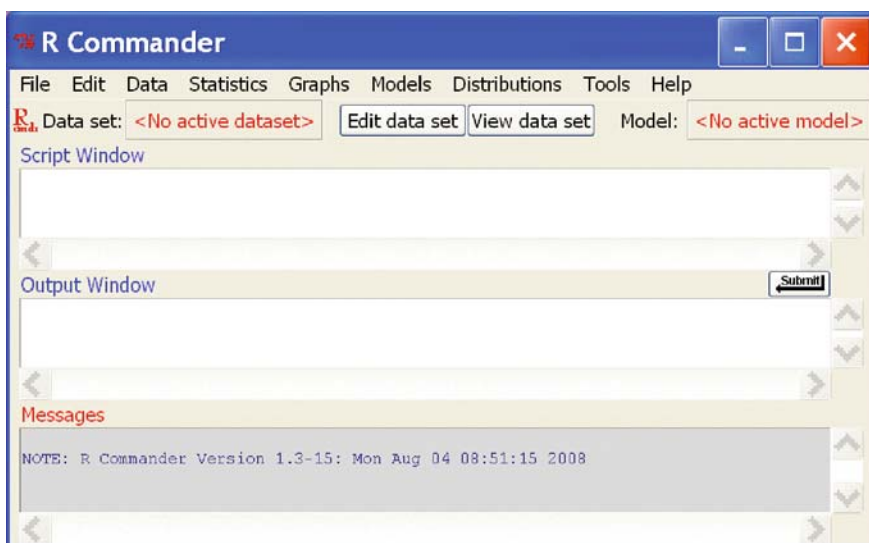 R Commander
File Edit Data Statistics Graphs Models Distributions Tools Help
Data set: <No active dataset> Edit data set View data set Model: <No active model>
Script Window
Output Window Submit
Messages
NOTE: R Commander Version 1.3-15: Mon Aug 04 08:51:15 2008